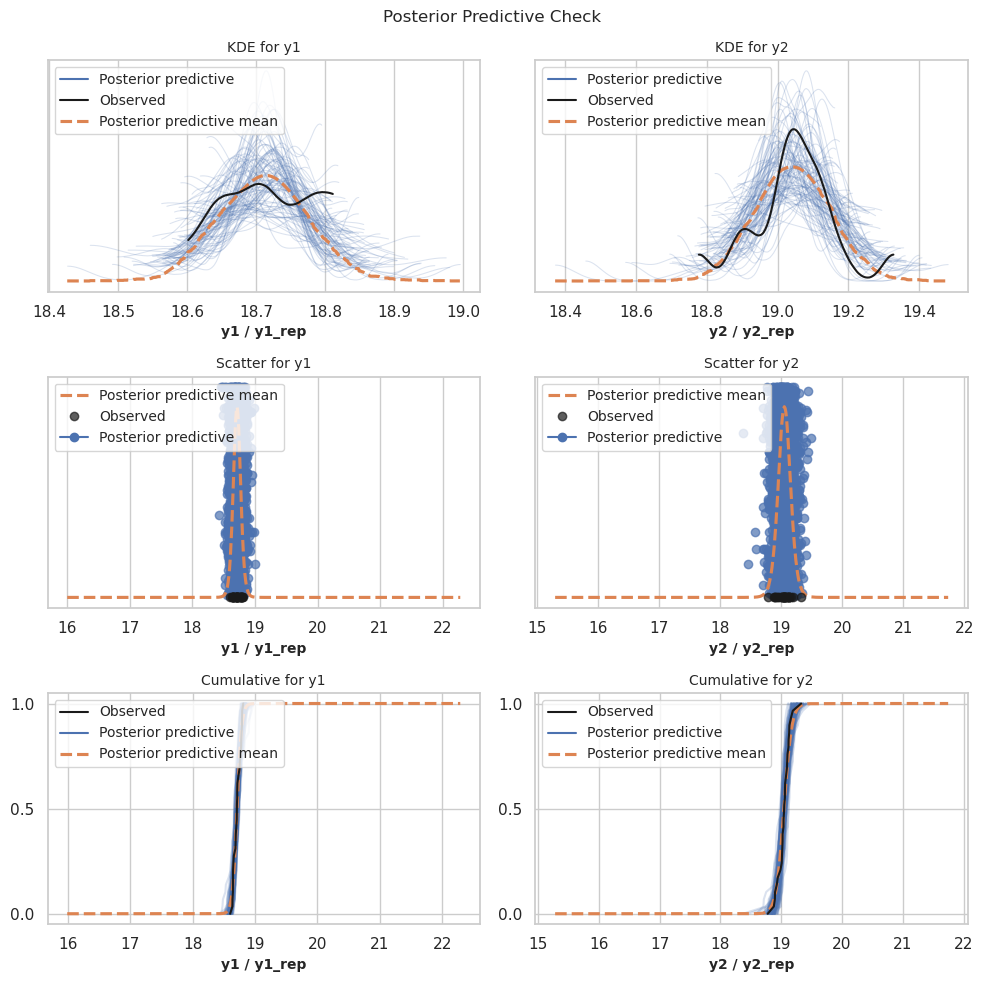 Posterior Predictive Check
KDE for y1
Posterior predictive
Observed
Posterior predictive mean
18.4 18.5 18.6 18.7 18.8 18.9 19.0
y1 / y1_rep
KDE for y2
Posterior predictive
Observed
Posterior predictive mean
18.4 18.6 18.8 19.0 19.2 19.4
y2 / y2_rep
Scatter for y1
Posterior predictive mean
Observed
Posterior predictive
16 17 18 19 20 21 22
y1 / y1_rep
Scatter for y2
Posterior predictive mean
Observed
Posterior predictive
15 16 17 18 19 20 21 22
y2 / y2_rep
Cumulative for y1
1.0
Observed
Posterior predictive
Posterior predictive mean
0.5
0.0
16 17 18 19 20 21 22
y1 / y1_rep
Cumulative for y2
1.0
Observed
Posterior predictive
Posterior predictive mean
0.5
0.0
15 16 17 18 19 20 21 22
y2 / y2_rep